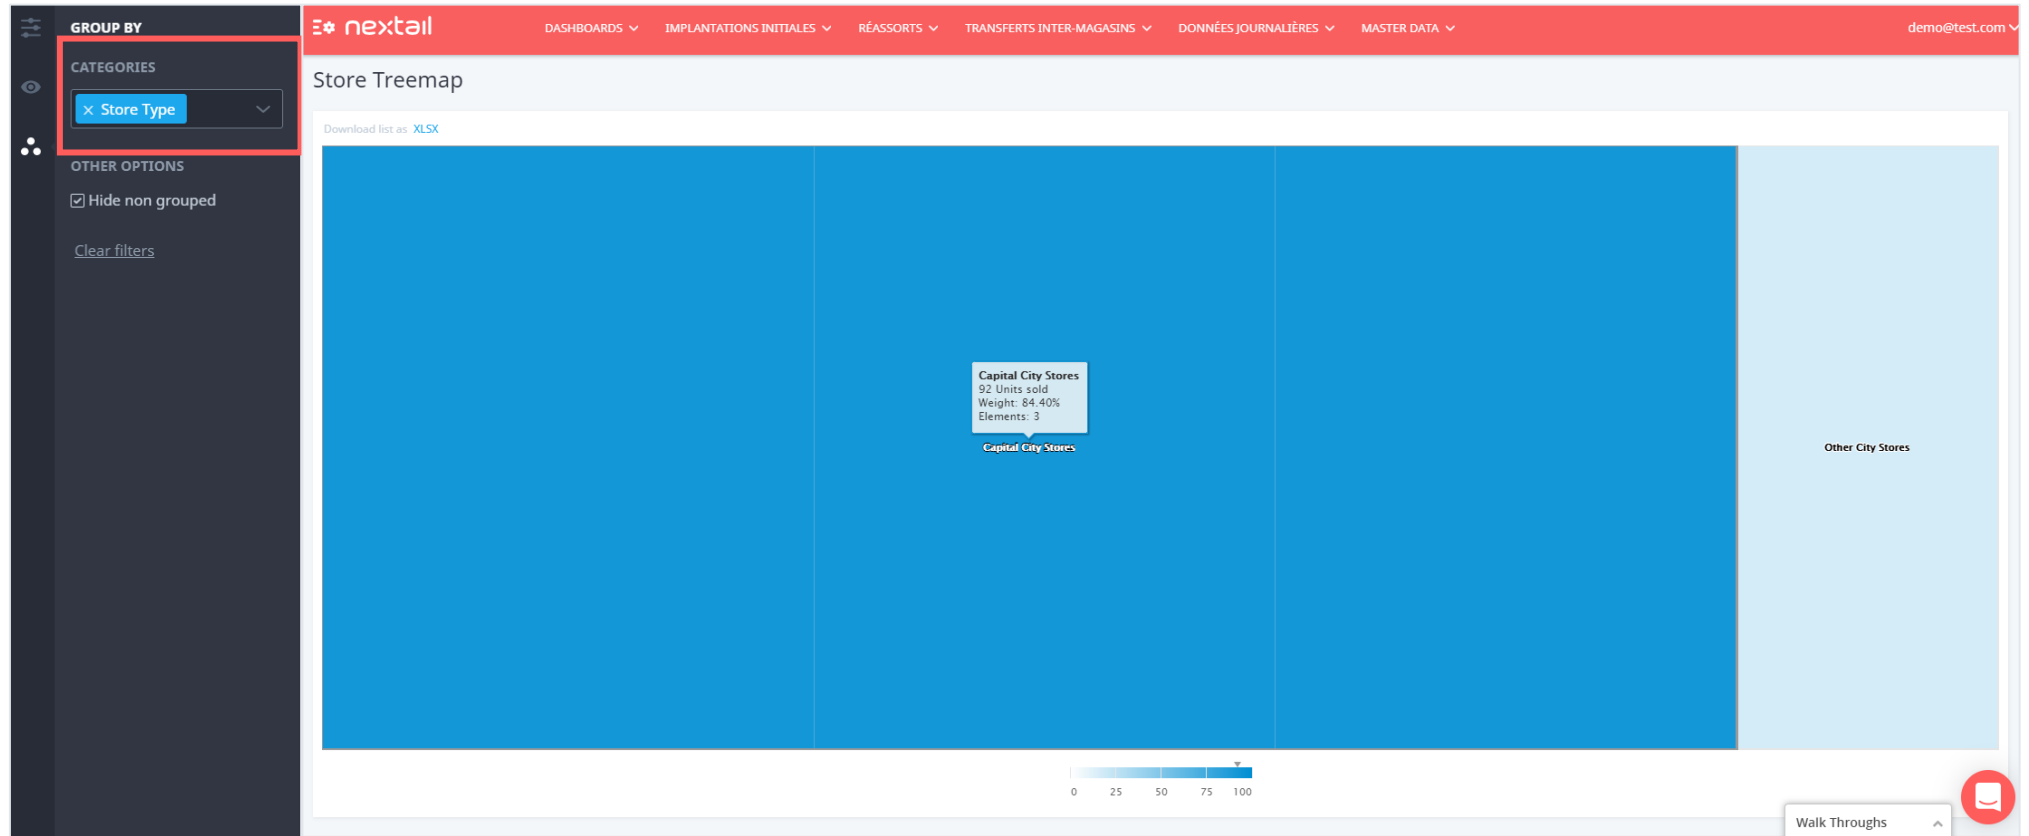 GROUP BY
CATEGORIES
× Store Type
OTHER OPTIONS
Hide non grouped
Clear filters
nextail
DASHBOARDS
IMPLANTATIONS INITIALES
RÉASSORTS
TRANSFERTS INTER-MAGASINS
DONNÉES JOURNALIÈRES
MASTER DATA
demo@test.com
Store Treemap
Download list as XLSX
Capital City Stores
92 Units sold
Weight: 84.40%
Elements: 3
Capital City Stores
Other City Stores
0 25 50 75 100
Walk Throughs